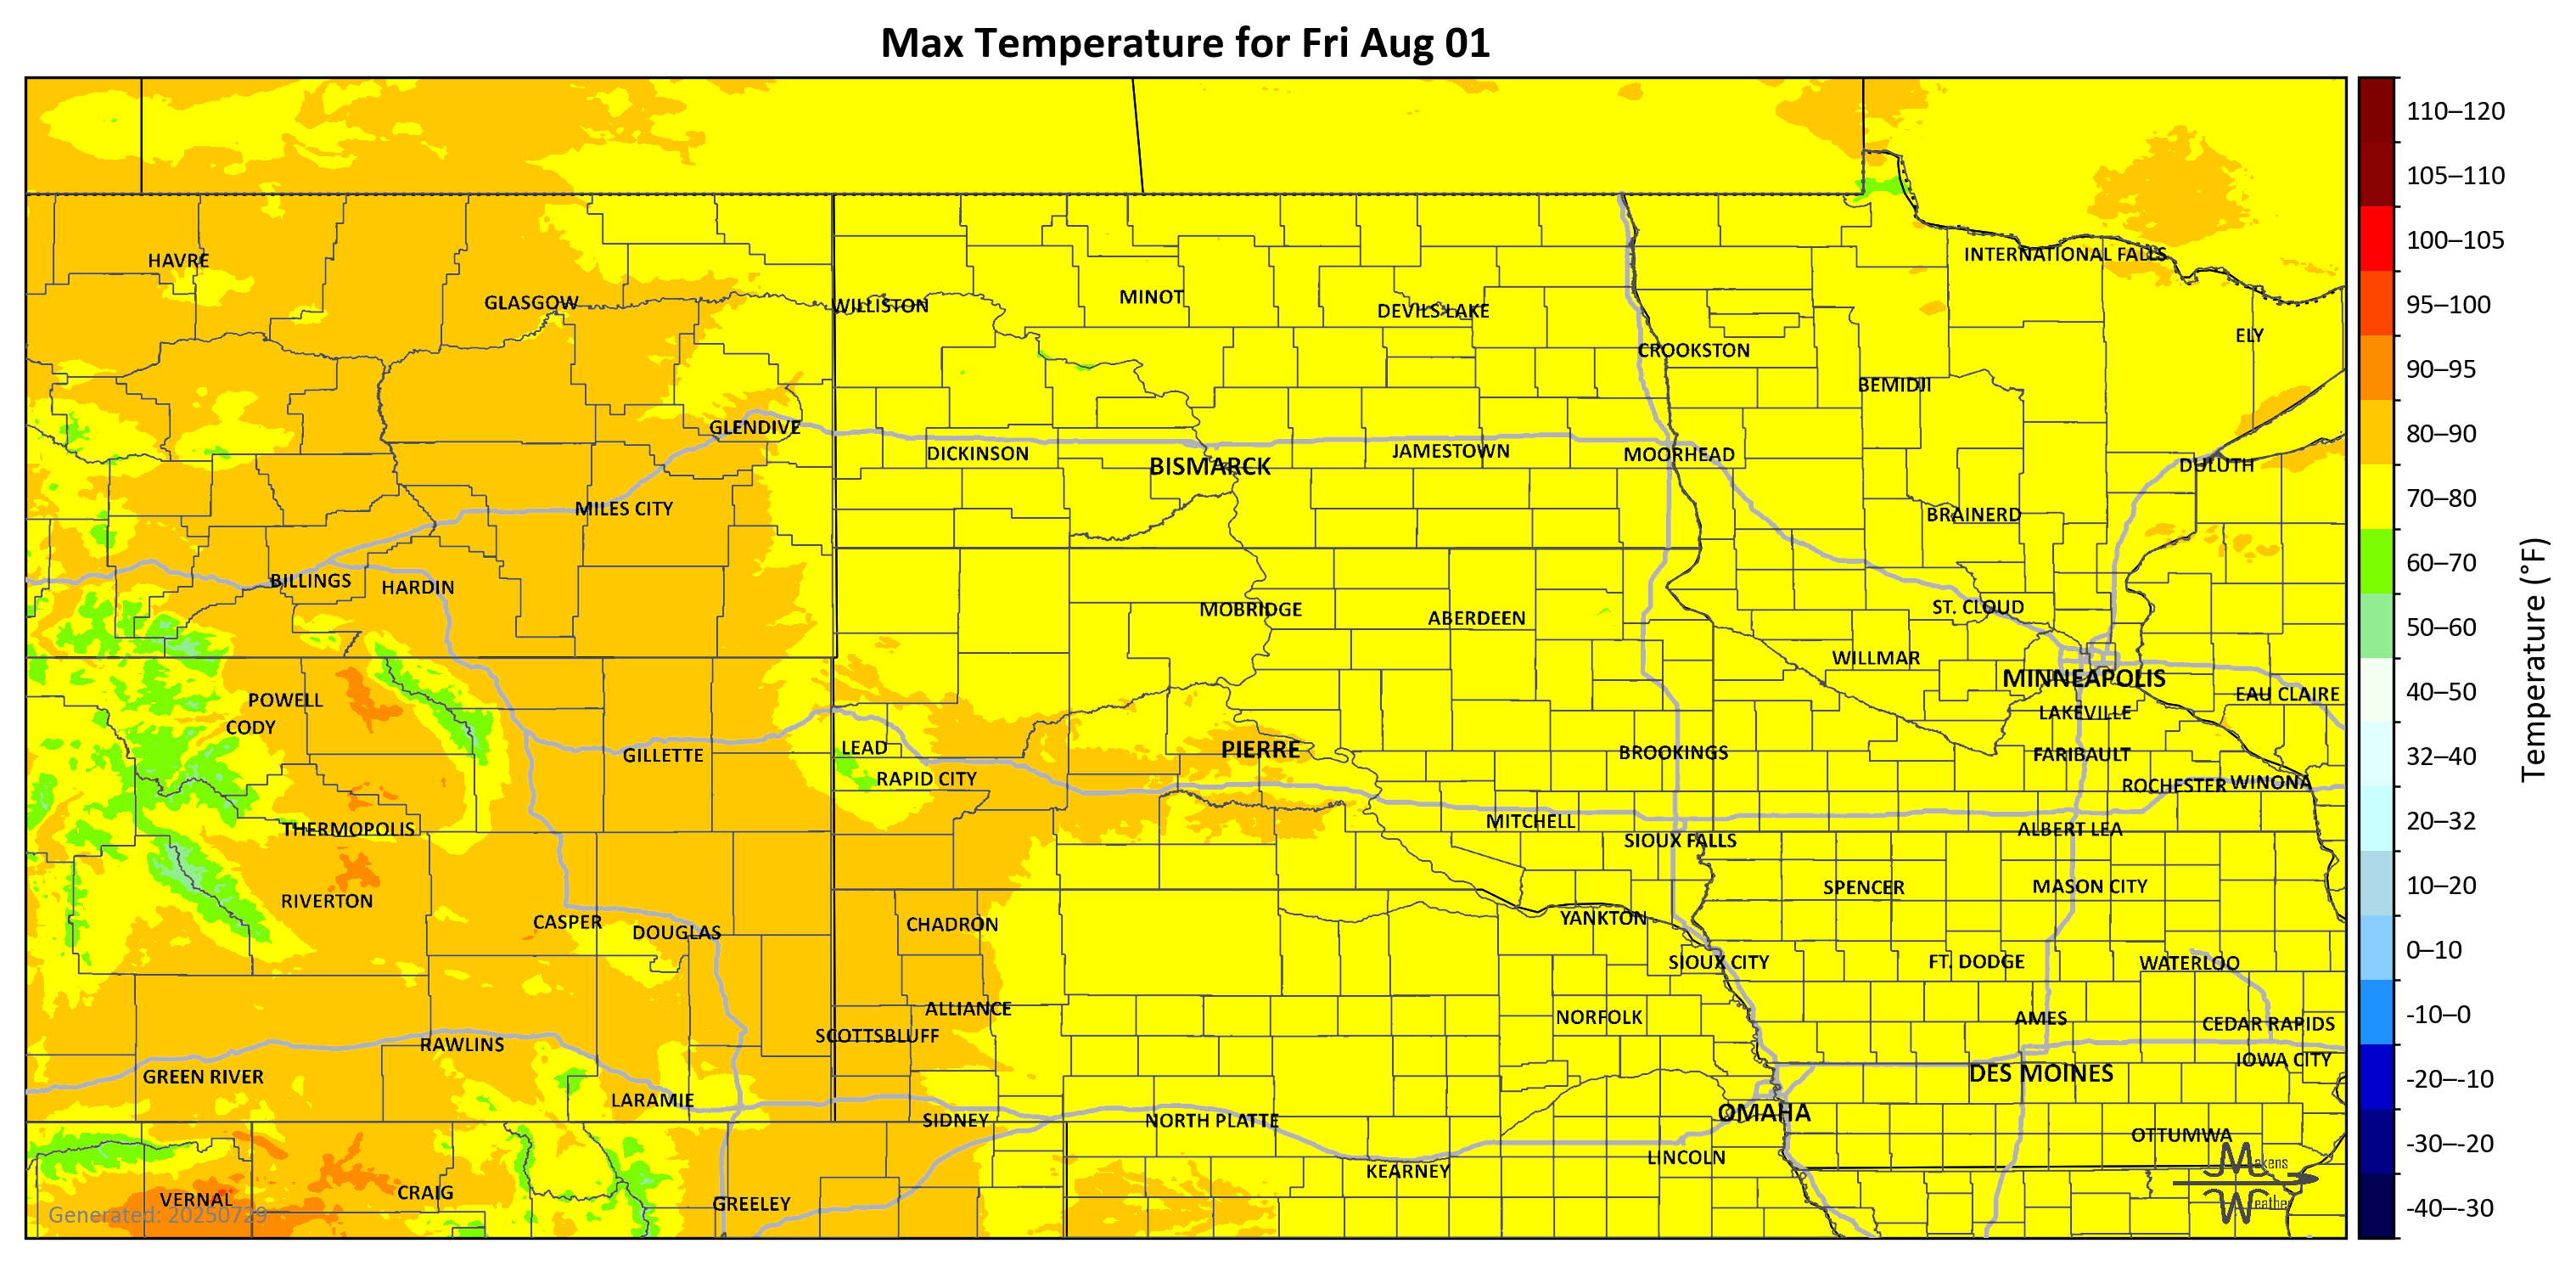 Max Temperature for Fri Aug 01
110–120
105–110
100–105
95–100
90–95
80–90
70–80
60–70
50–60
40–50
32–40
20–32
10–20
0–10
-10–0
-20–-10
-30–-20
-40–-30
Temperature (°F)
HAVRE
INTERNATIONAL FALLS
GLASGOW
WILLISTON
MINOT
DEVILS LAKE
ELY
CROOKSTON
BEMIDJI
GLENDIVE
DICKINSON
BISMARCK
JAMESTOWN
MOORHEAD
DULUTH
MILES CITY
BRAINERD
BILLINGS
HARDIN
MOBRIDGE
ABERDEEN
ST. CLOUD
WILLMAR
MINNEAPOLIS
POWELL
EAU CLAIRE
CODY
LAKEVILLE
GILLETTE
LEAD
PIERRE
BROOKINGS
FARIBAULT
RAPID CITY
ROCHESTER
WINONA
THERMOPOLIS
MITCHELL
SIOUX FALLS
ALBERT LEA
RIVERTON
SPENCER
MASON CITY
CASPER
DOUGLAS
CHADRON
YANKTON
SIOUX CITY
FT. DODGE
WATERLOO
ALLIANCE
NORFOLK
AMES
CEDAR RAPIDS
RAWLINS
SCOTTSBLUFF
IOWA CITY
GREEN RIVER
DES MOINES
LARAMIE
SIDNEY
NORTH PLATTE
OMAHA
OTTUMWA
KEARNEY
LINCOLN
VERNAL
CRAIG
GREELEY
Generated: 20250729
Makens
Weather